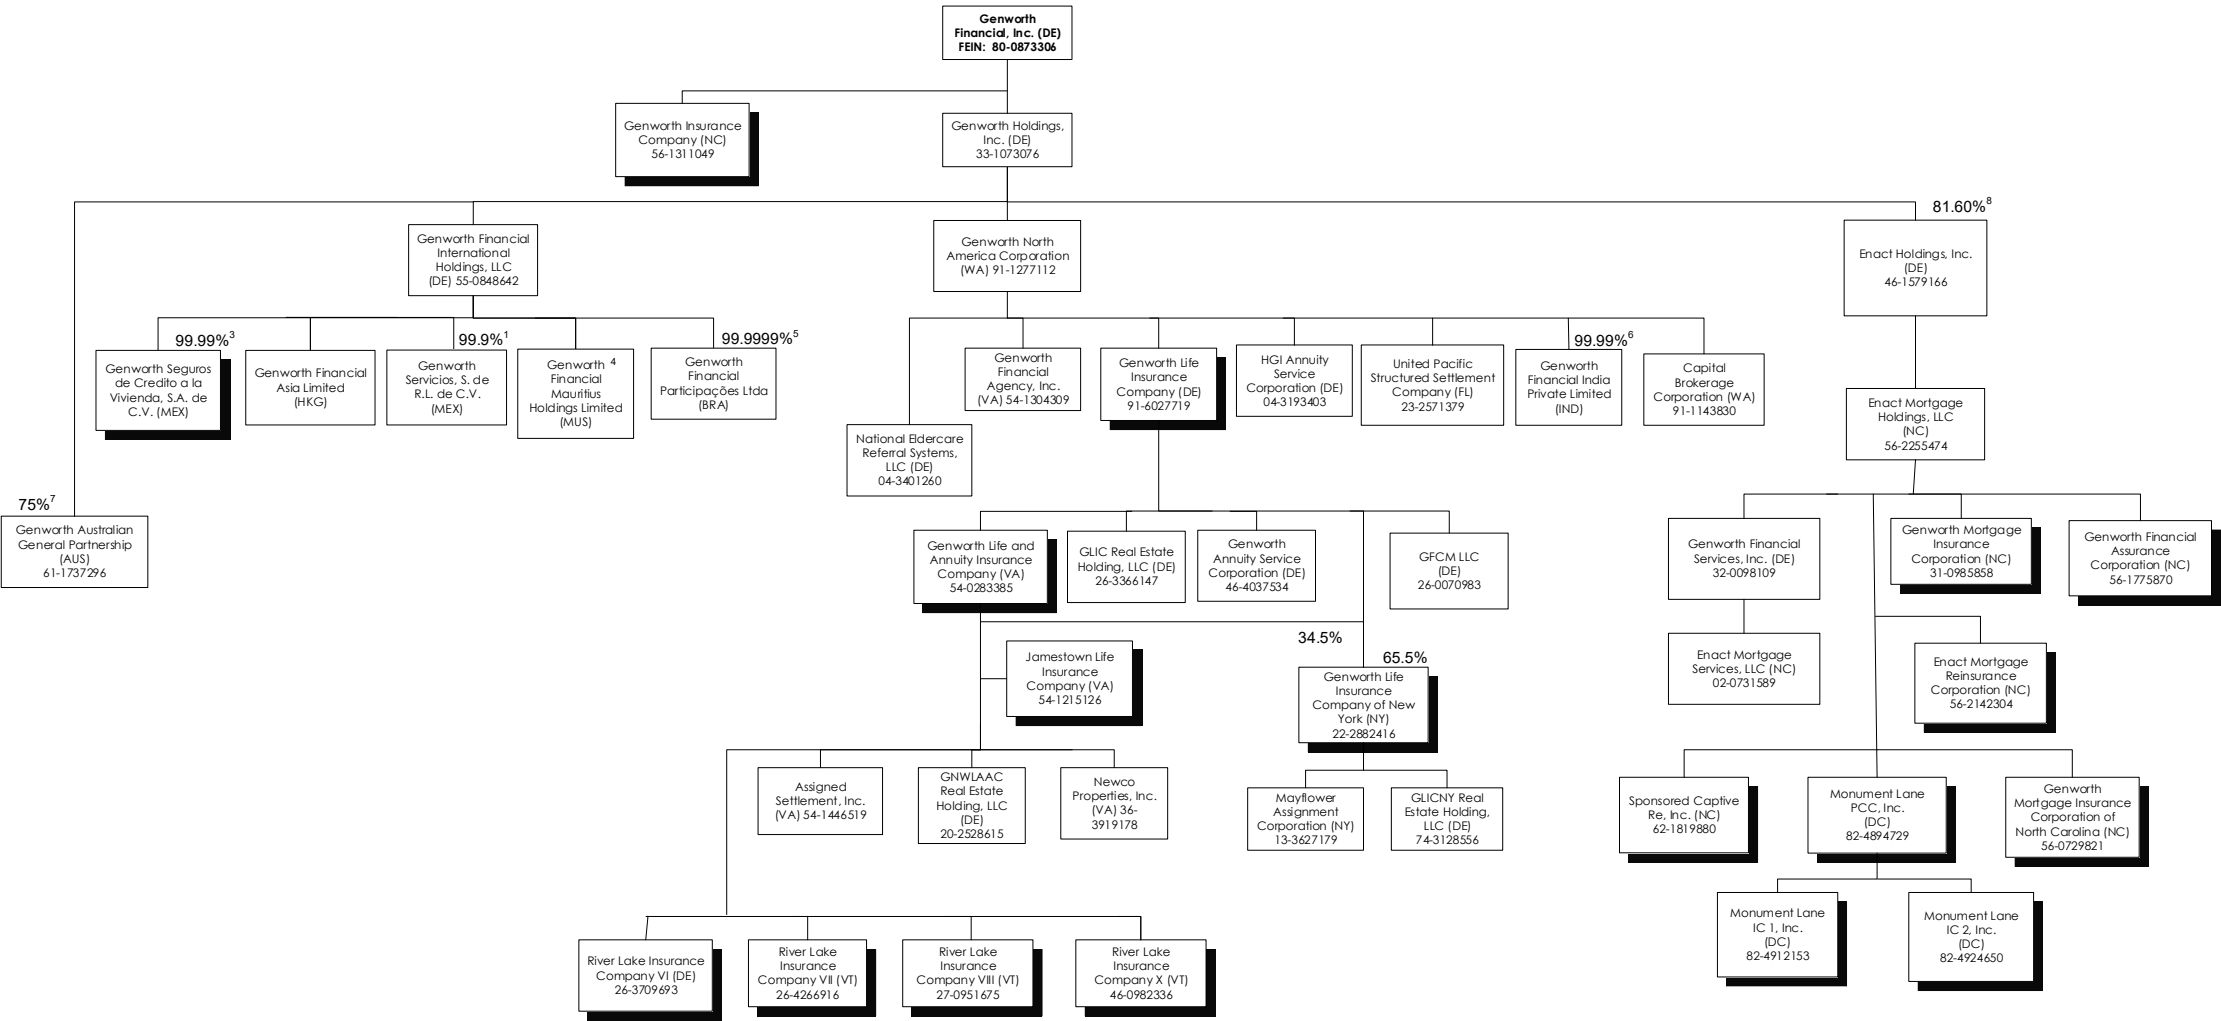 Genworth
Financial, Inc. (DE)
FEIN:  80-0873306
Genworth Insurance
Company (NC)
56-1311049
Genworth Holdings,
Inc. (DE)
33-1073076
81.60%8
Genworth Financial
International
Holdings, LLC
(DE) 55-0848642
Genworth North
America Corporation
(WA) 91-1277112
Enact Holdings, Inc.
(DE)
46-1579166
99.99%3
Genworth Seguros
de Credito a la
Vivienda, S.A. de
C.V. (MEX)
Genworth Financial
Asia Limited
(HKG)
99.9%1
Genworth
Servicios, S. de
R.L. de C.V.
(MEX)
Genworth 4
Financial
Mauritius
Holdings Limited
(MUS)
99.9999%5
Genworth
Financial
Participações Ltda
(BRA)
National Eldercare
Referral Systems,
LLC (DE)
04-3401260
Genworth
Financial
Agency, Inc.
(VA) 54-1304309
Genworth Life
Insurance
Company (DE)
91-6027719
HGI Annuity
Service
Corporation (DE)
04-3193403
United Pacific
Structured Settlement
Company (FL)
23-2571379
99.99%6
Genworth
Financial India
Private Limited
(IND)
Capital
Brokerage
Corporation (WA)
91-1143830
Enact Mortgage
Holdings, LLC
(NC)
56-2255474
75%7
Genworth Australian
General Partnership
(AUS)
61-1737296
Genworth Life and
Annuity Insurance
Company (VA)
54-0283385
GLIC Real Estate
Holding, LLC (DE)
26-3366147
Genworth
Annuity Service
Corporation (DE)
46-4037534
GFCM LLC
(DE)
26-0070983
Genworth Financial
Services, Inc. (DE)
32-0098109
Genworth Mortgage
Insurance
Corporation (NC)
31-0985858
Genworth Financial
Assurance
Corporation (NC)
56-1775870
34.5%
65.5%
Jamestown Life
Insurance
Company (VA)
54-1215126
Genworth Life
Insurance
Company of New
York (NY)
22-2882416
Enact Mortgage
Services, LLC (NC)
02-0731589
Enact Mortgage
Reinsurance
Corporation (NC)
56-2142304
Assigned
Settlement, Inc.
(VA) 54-1446519
GNWLAAC
Real Estate
Holding, LLC
(DE)
20-2528615
Newco
Properties, Inc.
(VA) 36-
3919178
Mayflower
Assignment
Corporation (NY)
13-3627179
GLICNY Real
Estate Holding,
LLC (DE)
74-3128556
Sponsored Captive
Re, Inc. (NC)
62-1819880
Monument Lane
PCC, Inc.
(DC)
82-4894729
Genworth
Mortgage Insurance
Corporation of
North Carolina (NC)
56-0729821
Monument Lane
IC 1, Inc.
(DC)
82-4912153
Monument Lane
IC 2, Inc.
(DC)
82-4924650
River Lake Insurance
Company VI (DE)
26-3709693
River Lake
Insurance
Company VII (VT)
26-4266916
River Lake
Insurance
Company VIII (VT)
27-0951675
River Lake
Insurance
Company X (VT)
46-0982336